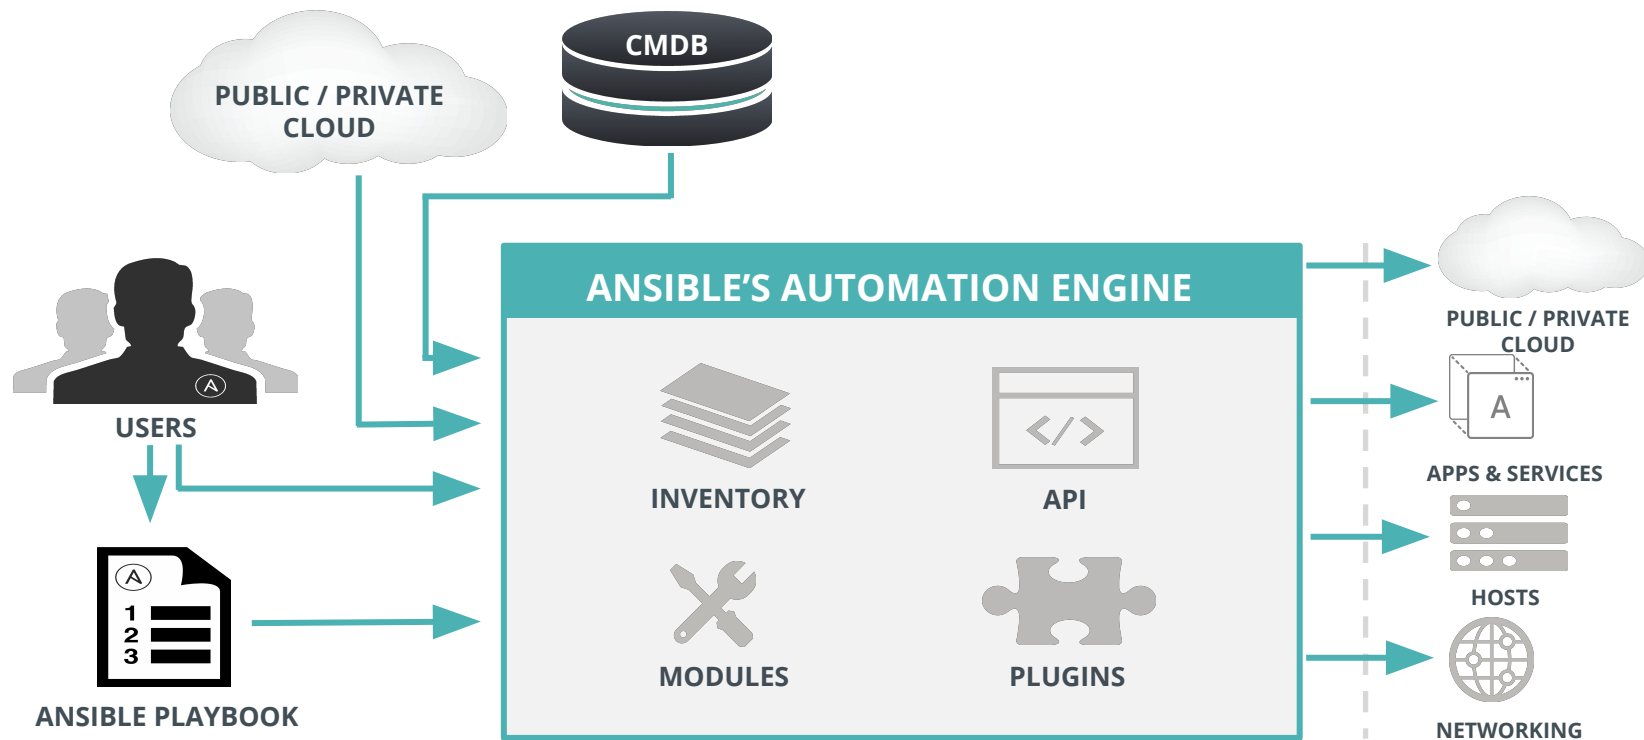 PUBLIC / PRIVATE
CLOUD
CMDB
ANSIBLE’S AUTOMATION ENGINE
USERS
ANSIBLE PLAYBOOK
1
2
3
INVENTORY
API
</>
MODULES
PLUGINS
PUBLIC / PRIVATE
CLOUD
A
APPS & SERVICES
HOSTS
NETWORKING